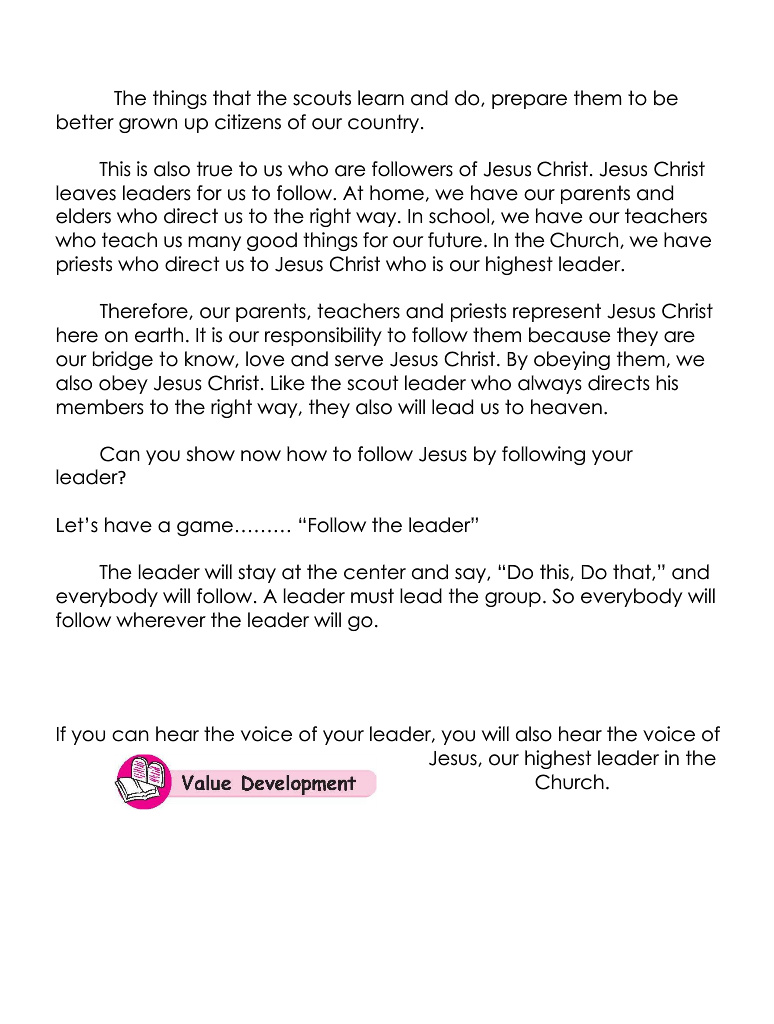 The things that the scouts learn and do, prepare them to be
better grown up citizens of our country.
This is also true to us who are followers of Jesus Christ. Jesus Christ
leaves leaders for us to follow. At home, we have our parents and
elders who direct us to the right way. In school, we have our teachers
who teach us many good things for our future. In the Church, we have
priests who direct us to Jesus Christ who is our highest leader.
Therefore, our parents, teachers and priests represent Jesus Christ
here on earth. It is our responsibility to follow them because they are
our bridge to know, love and serve Jesus Christ. By obeying them, we
also obey Jesus Christ. Like the scout leader who always directs his
members to the right way, they also will lead us to heaven.
Can you show now how to follow Jesus by following your
leader?
Let’s have a game……… “Follow the leader”
The leader will stay at the center and say, “Do this, Do that,” and
everybody will follow. A leader must lead the group. So everybody will
follow wherever the leader will go.
If you can hear the voice of your leader, you will also hear the voice of
Jesus, our highest leader in the
Church.
Value Development